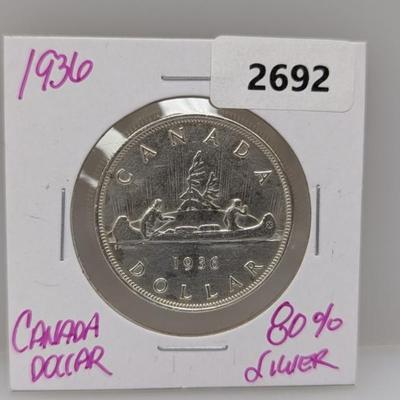 1936
2692
CANADA
1936
DOLLAR
CANADA
DOLLAR
80%
SILVER